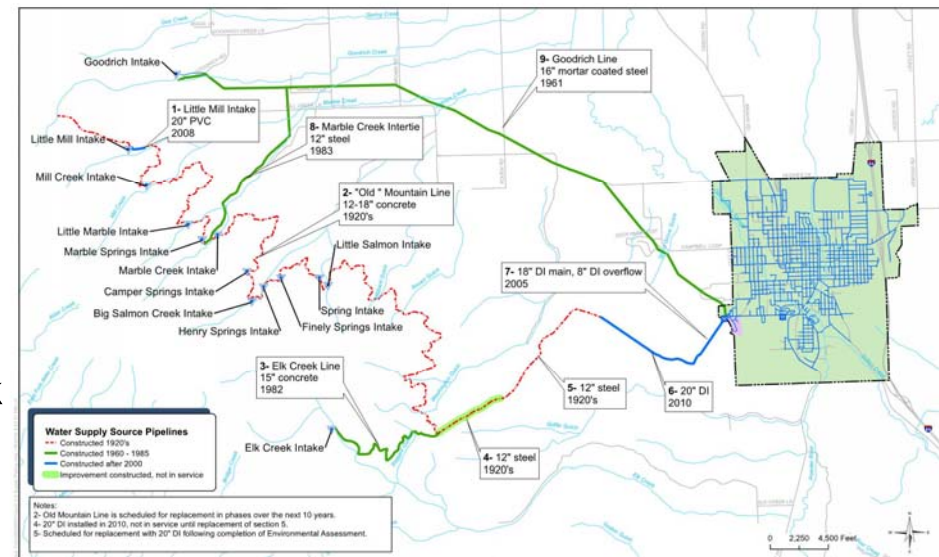 Goodrich Intake
Goodrich Creek
9- Goodrich Line
16" mortar coated steel
1961
1- Little Mill Intake
20" PVC
2008
Little Mill Intake
8- Marble Creek Intertie
12" steel
1983
Mill Creek Intake
2- "Old " Mountain Line
12-18" concrete
1920's
Little Marble Intake
Little Salmon Intake
Marble Springs Intake
Marble Creek Intake
7- 18" DI main, 8" DI overflow
2005
Camper Springs Intake
Spring Intake
Big Salmon Creek Intake
Finely Springs Intake
Henry Springs Intake
3- Elk Creek Line
15" concrete
1982
5- 12" steel
1920's
6- 20" DI
2010
Elk Creek Intake
4- 12" steel
1920's
Water Supply Source Pipelines
Constructed 1920's
Constructed 1960 - 1985
Constructed after 2000
Improvement constructed, not in service
Notes:
2- Old Mountain Line is scheduled for replacement in phases over the next 10 years.
4- 20" DI installed in 2010, not in service until replacement of section 5.
5- Scheduled for replacement with 20" DI following completion of Environmental Assessment.
0 2,250 4,500 Feet